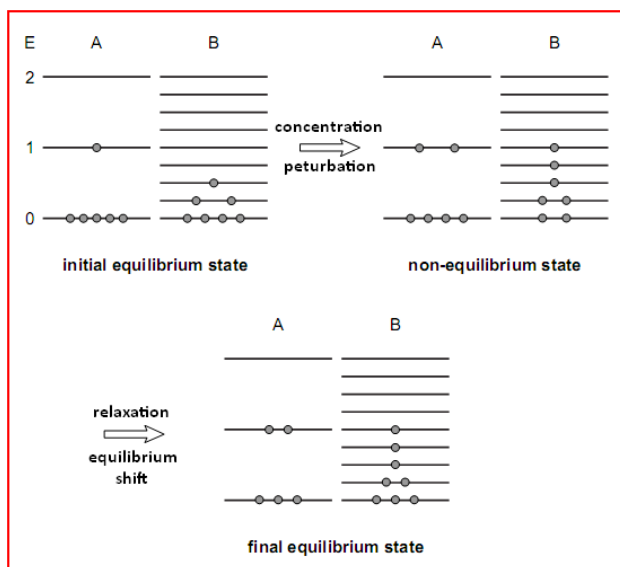 E A B A B
2
concentration
1
peturbation
0
initial equilibrium state non-equilibrium state
A B
relaxation
equilibrium
shift
final equilibrium state